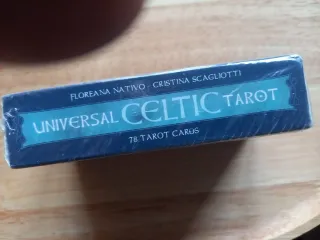 FLOREANA NATIVO · CRISTINA SCAGLIOTTI
UNIVERSAL CELTIC TAROT
78 TAROT CARDS